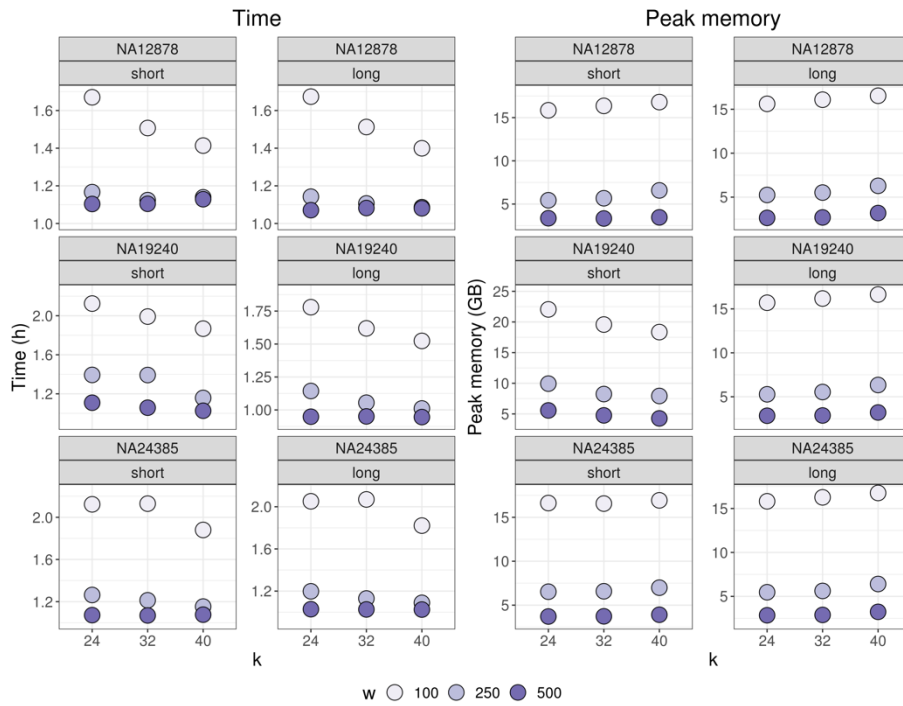 Time
Peak memory
NA12878
NA12878
NA12878
NA12878
short
long
short
long
1.6
1.4
1.2
1.0
1.6
1.4
1.2
1.0
15
10
5
15
10
5
NA19240
NA19240
NA19240
NA19240
short
long
short
long
2.0
1.6
1.2
1.75
1.50
1.25
1.00
25
20
15
10
5
15
10
5
Time (h)
Peak memory (GB)
NA24385
NA24385
NA24385
NA24385
short
long
short
long
2.0
1.6
1.2
2.0
1.6
1.2
15
10
5
15
10
5
24 32 40
24 32 40
24 32 40
24 32 40
k
k
w 100 250 500